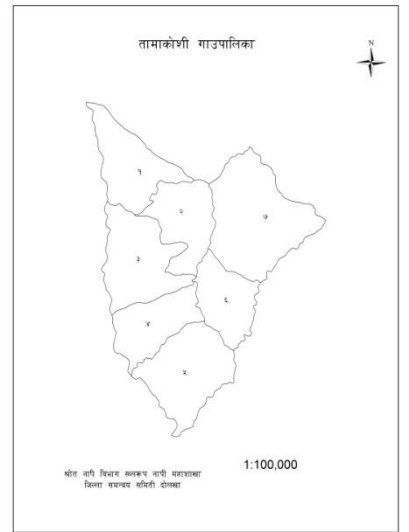 तामाकोशी गाउपालिका
N
१
२
७
३
६
४
५
1:100,000
श्रोत नापि बिभाग स्थलरूप नापी महाशाखा
जिल्ला समन्वय समिती दोलखा